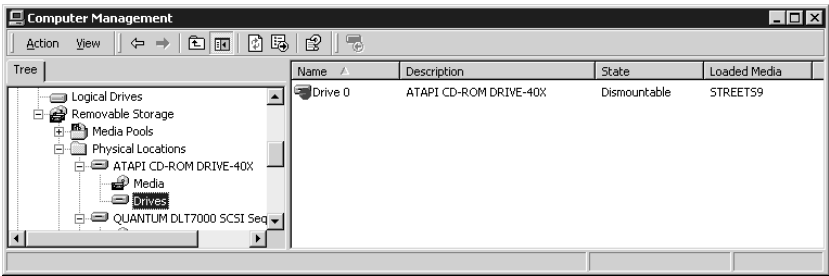 Computer Management
Action View
Tree
Name Description State Loaded Media
Logical Drives
Removable Storage
Media Pools
Physical Locations
ATAPI CD-ROM DRIVE-40X
Media
Drives
QUANTUM DLT7000 SCSI Seq
Drive 0 ATAPI CD-ROM DRIVE-40X Dismountable STREETS9